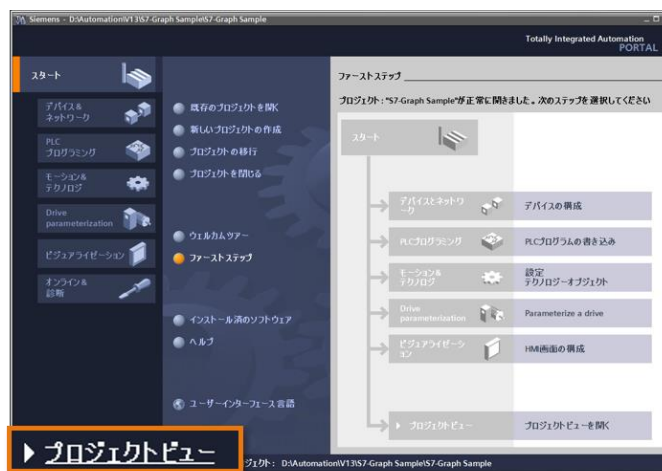 Siemens - D:\Automation\V13\S7-Graph Sample\S7-Graph Sample
Totally Integrated Automation
PORTAL
スタート
デバイス&
ネットワーク
PLC
プログラミング
モーション&
テクノロジ
Drive
parameterization
ビジュアライゼーション
オンライン&
診断
既存のプロジェクトを開く
新しいプロジェクトの作成
プロジェクトの移行
プロジェクトを閉じる
ウェルカムツアー
ファーストステップ
インストール済のソフトウェア
ヘルプ
ユーザーインターフェース言語
ファーストステップ
プロジェクト: "S7-Graph Sample"が正常に開きました。次のステップを選択してください
スタート
デバイスとネットワ
ーク
デバイスの構成
PLCプログラミング
PLCプログラムの書き込み
モーション&
テクノロジ
設定
テクノロジーオブジェクト
Drive
parameterization
Parameterize a drive
ビジュアライゼーシ
ョン
HMI画面の構成
プロジェクトビュー
プロジェクトビューを開く
プロジェクトビュー
ジェクト: D:\Automation\V13\S7-Graph Sample\S7-Graph Sample